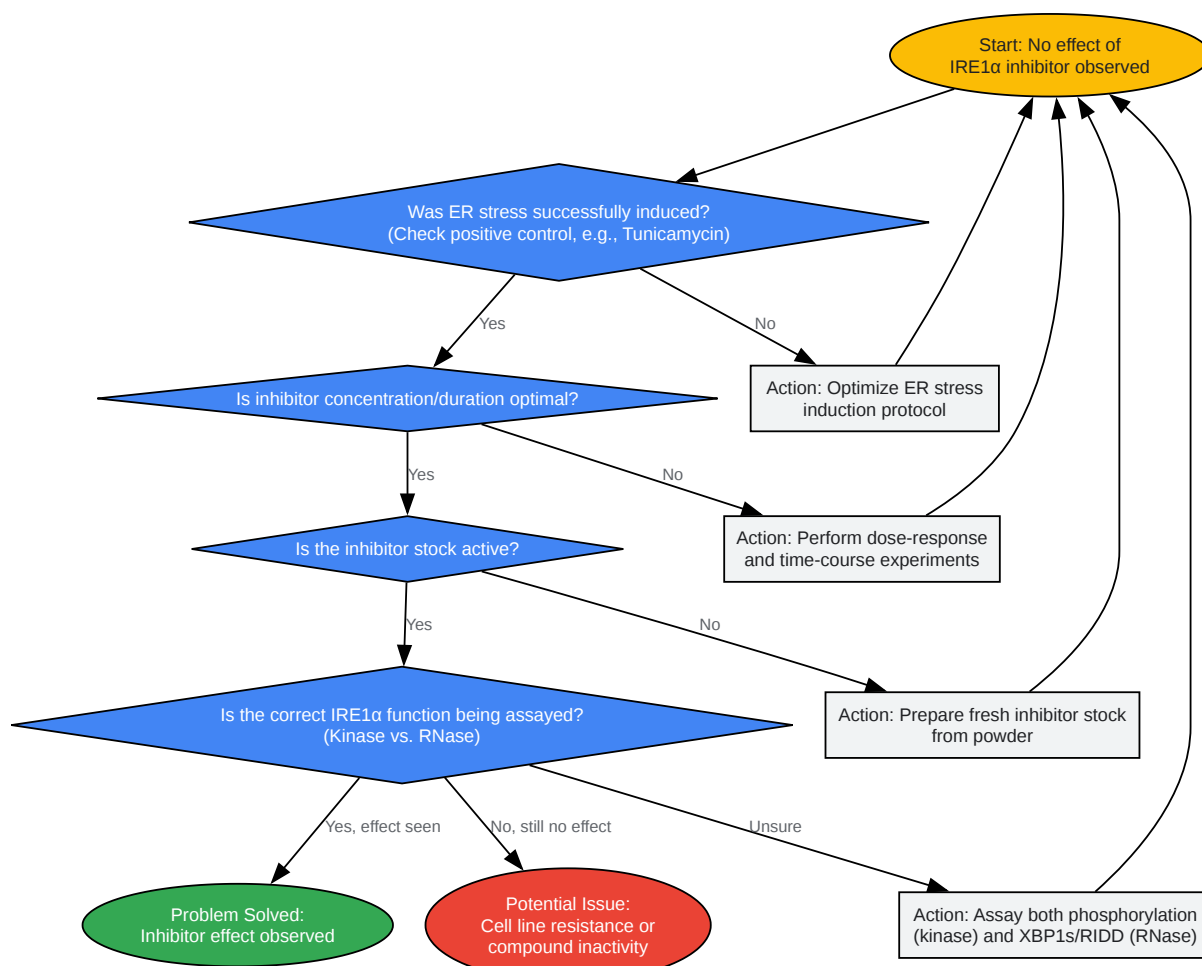 Start: No effect of
IRE1α inhibitor observed
Was ER stress successfully induced?
(Check positive control, e.g., Tunicamycin)
Yes
No
Action: Optimize ER stress
induction protocol
Is inhibitor concentration/duration optimal?
Yes
No
Action: Perform dose-response
and time-course experiments
Is the inhibitor stock active?
Yes
No
Action: Prepare fresh inhibitor stock
from powder
Is the correct IRE1α function being assayed?
(Kinase vs. RNase)
Yes, effect seen
No, still no effect
Unsure
Problem Solved:
Inhibitor effect observed
Potential Issue:
Cell line resistance or
compound inactivity
Action: Assay both phosphorylation
(kinase) and XBP1s/RIDD (RNase)